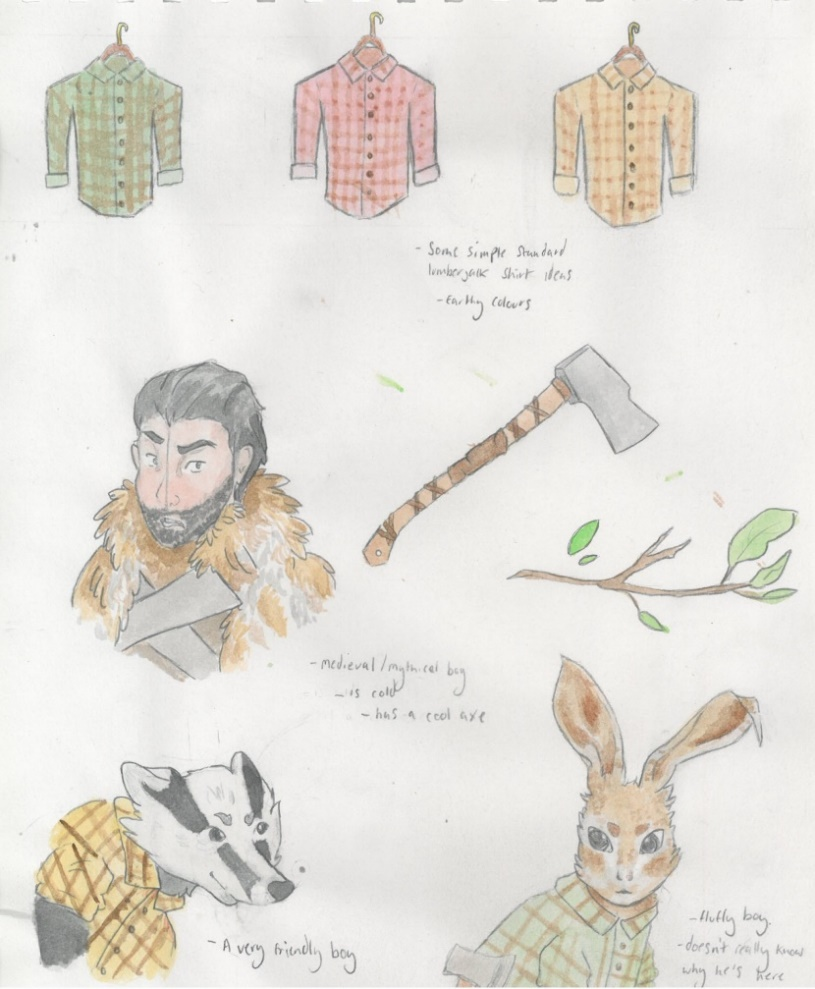 - Some simple standard
lumberjack shirt ideas
- Earthy colours
- medieval/mythical boy
- is cold
- has a cool axe
- A very friendly boy
- fluffy boy.
- doesn't really know
why he's here